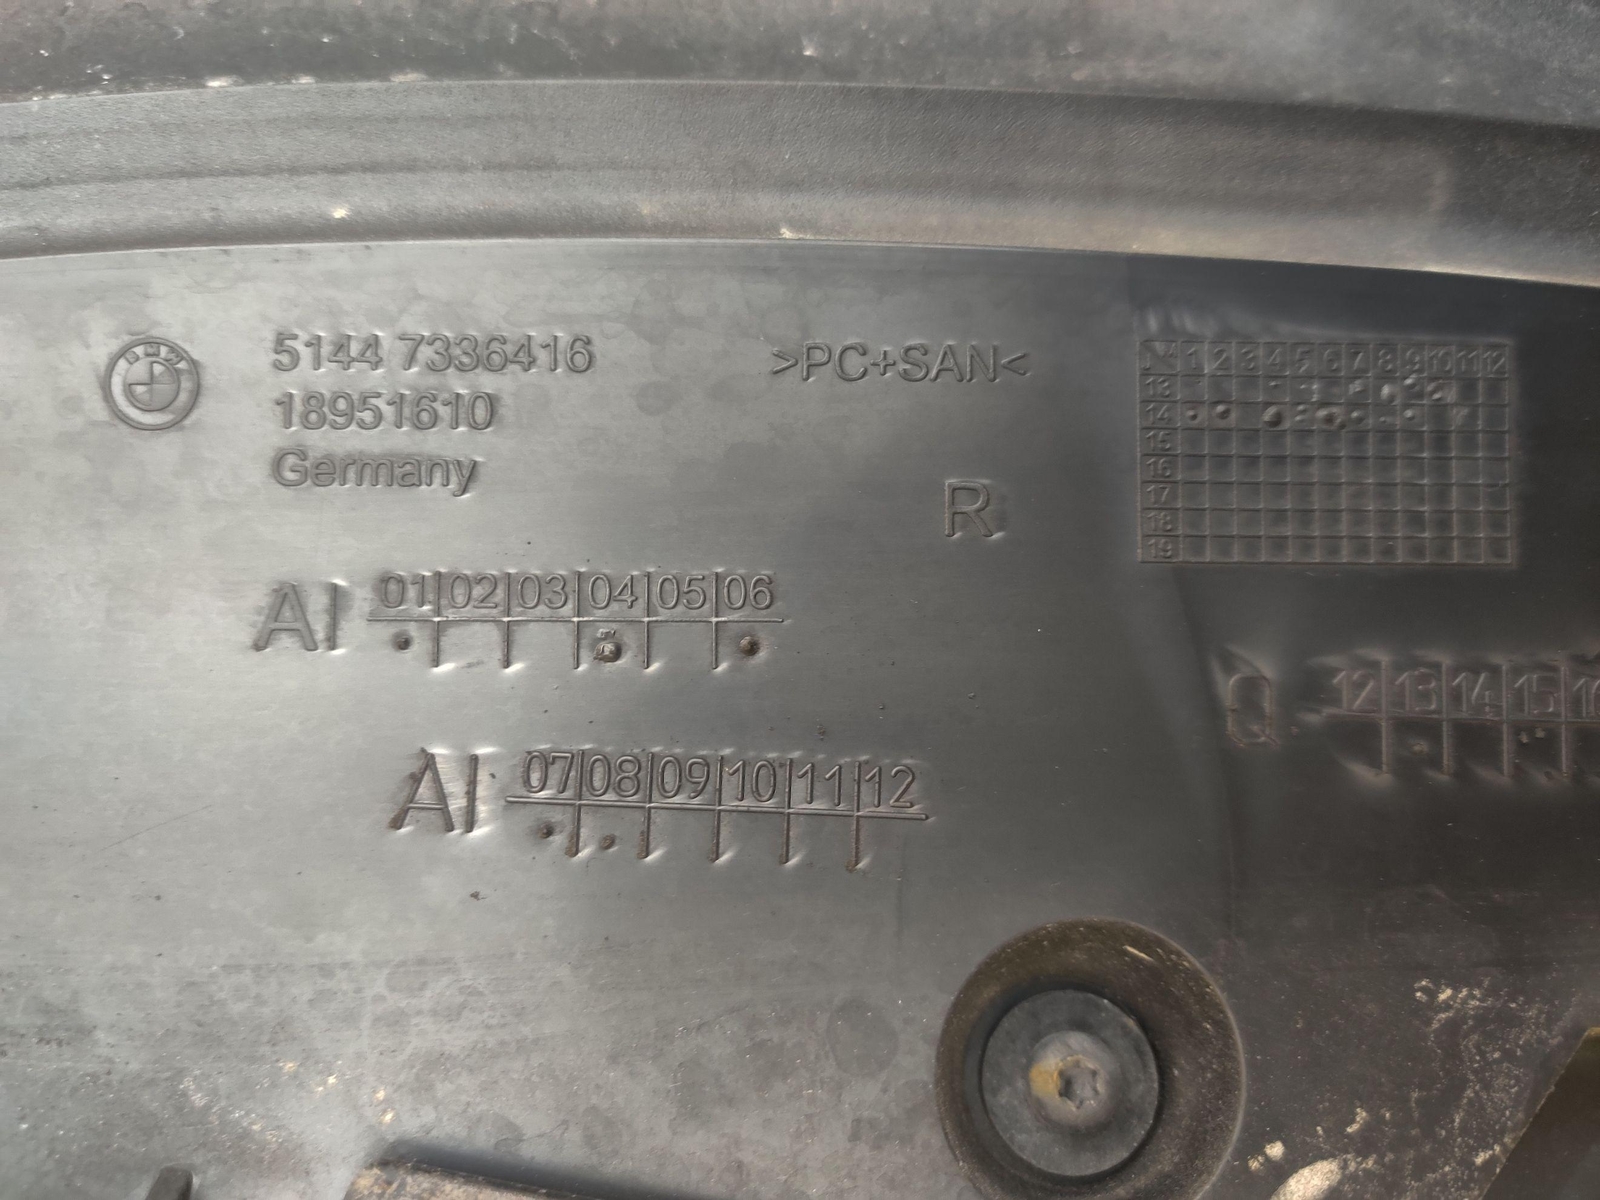 BMW
5144 7336416
18951610
Germany
>PC+SAN<
R
1 2 3 4 5 6 7 8 9 10 11 12
13
14
15
16
17
18
19
AI 01 02 03 04 05 06
AI 07 08 09 10 11 12
Q 12 13 14 15